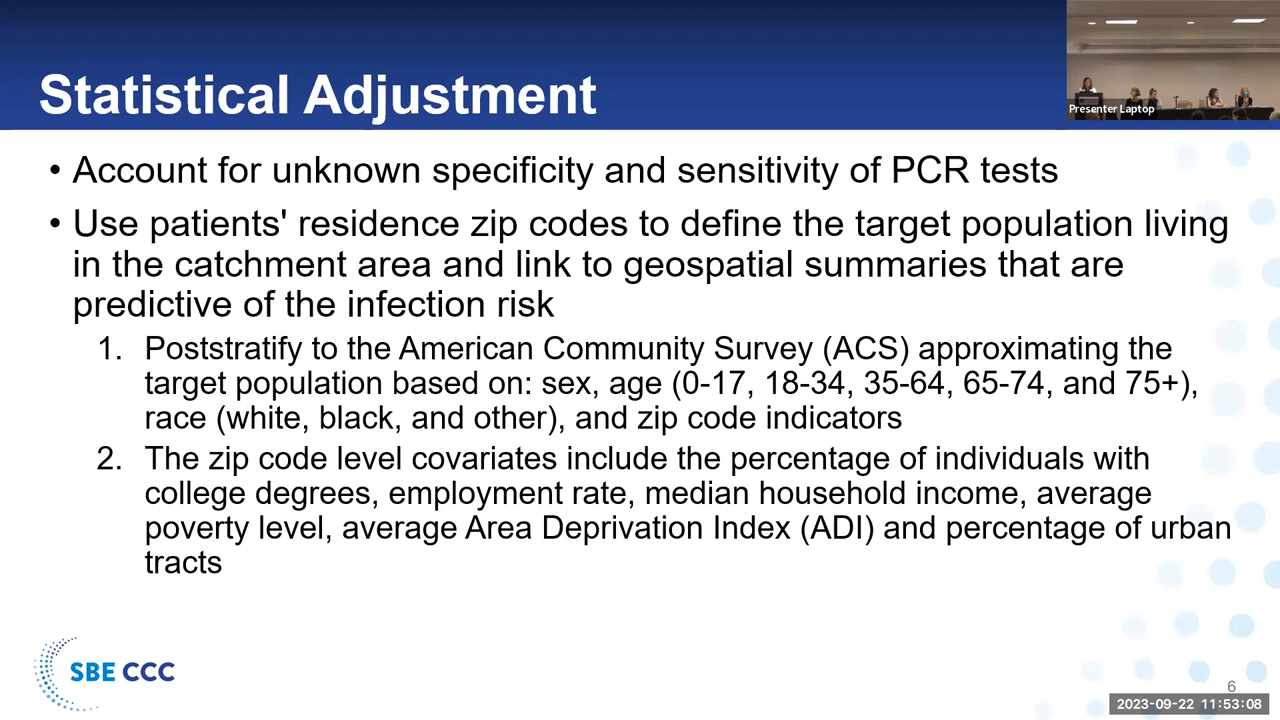 Statistical Adjustment
Presenter Laptop
• Account for unknown specificity and sensitivity of PCR tests
• Use patients' residence zip codes to define the target population living
in the catchment area and link to geospatial summaries that are
predictive of the infection risk
1. Poststratify to the American Community Survey (ACS) approximating the
target population based on: sex, age (0-17, 18-34, 35-64, 65-74, and 75+),
race (white, black, and other), and zip code indicators
2. The zip code level covariates include the percentage of individuals with
college degrees, employment rate, median household income, average
poverty level, average Area Deprivation Index (ADI) and percentage of urban
tracts
SBE CCC
6
2023-09-22 11:53:08